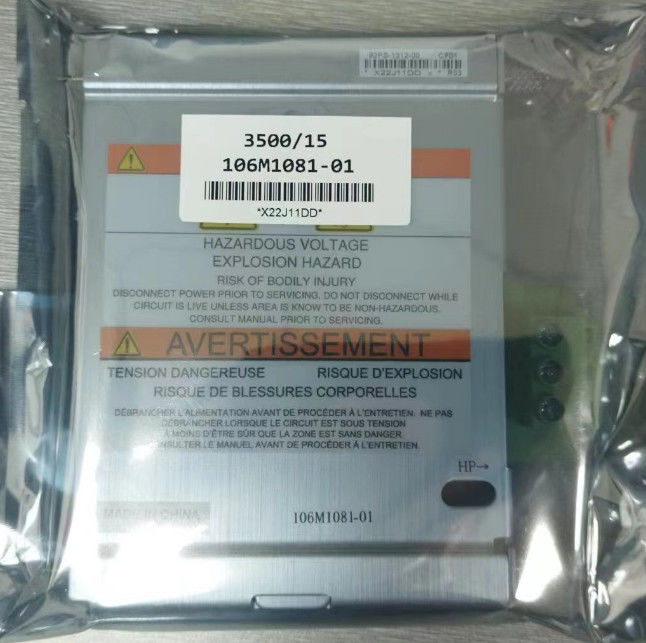 CPD1
* X22J11DD * * R03
3500/15
106M1081-01
*X22J11DD*
HAZARDOUS VOLTAGE
EXPLOSION HAZARD
RISK OF BODILY INJURY
DISCONNECT POWER PRIOR TO SERVICING. DO NOT DISCONNECT WHILE
CIRCUIT IS LIVE UNLESS AREA IS KNOW TO BE NON-HAZARDOUS.
CONSULT MANUAL PRIOR TO SERVICING.
AVERTISSEMENT
TENSION DANGEREUSE RISQUE D'EXPLOSION
RISQUE DE BLESSURES CORPORELLES
DÉBRANCHER L'ALIMENTATION AVANT DE PROCÉDER À L'ENTRETIEN. NE PAS
DÉBRANCHER LORSQUE LE CIRCUIT EST SOUS TENSION
À MOINS D'ÊTRE SÛR QUE LA ZONE EST SANS DANGER
NSULTER LE MANUEL AVANT DE PROCÉDER À L'ENTRETIEN.
HP→
MADE IN CHINA
106M1081-01